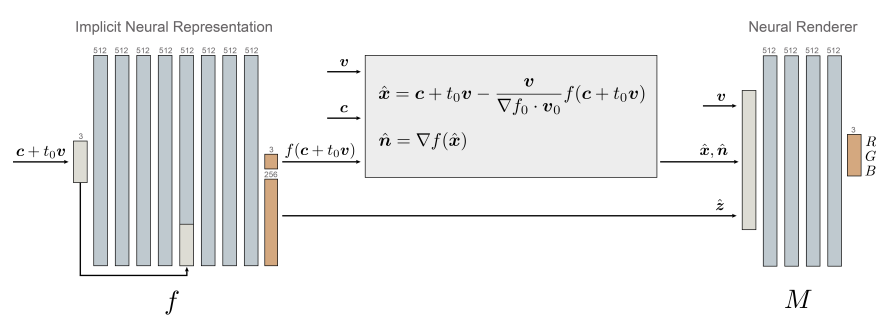 Implicit Neural Representation
Neural Renderer
512 512 512 512 512 512 512 512
512 512 512 512
v
x̂ = c + t₀v − v / (∇f₀ · v₀) f(c + t₀v)
v
c
3
3
3
R
c + t₀v
f(c + t₀v)
n̂ = ∇f(x̂)
x̂, n̂
G
B
256
ẑ
f
M